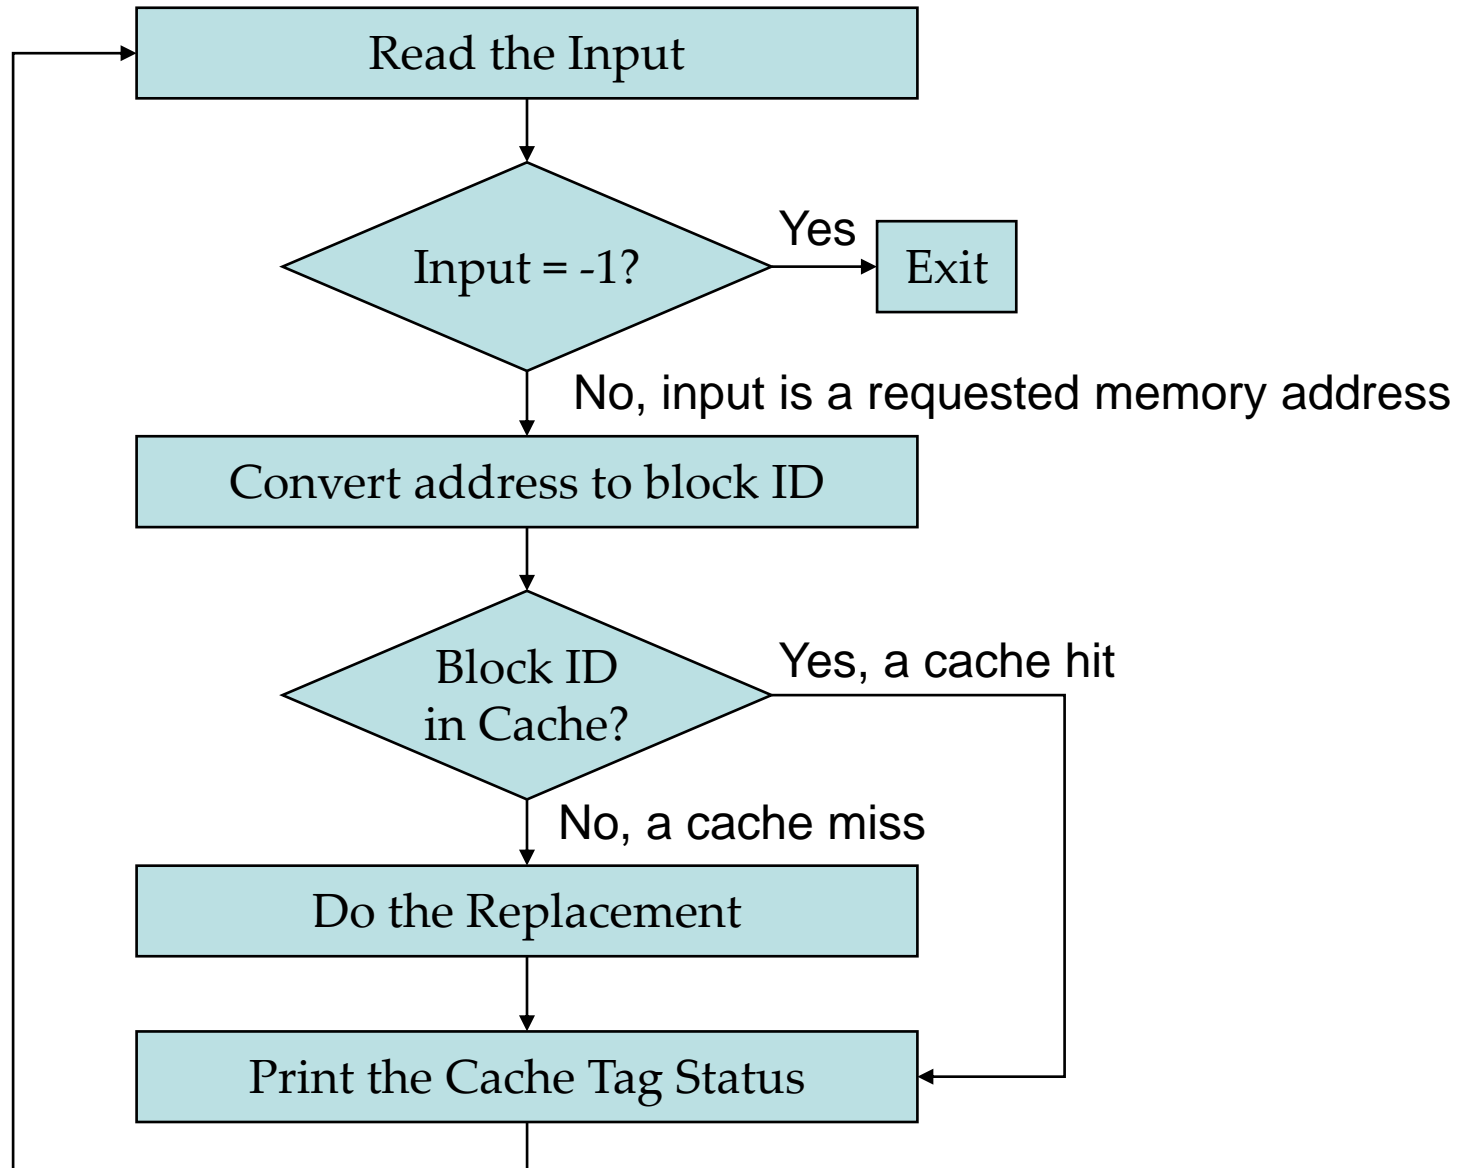 Read the Input
Input = -1?
Yes
Exit
No, input is a requested memory address
Convert address to block ID
Block ID
in Cache?
Yes, a cache hit
No, a cache miss
Do the Replacement
Print the Cache Tag Status